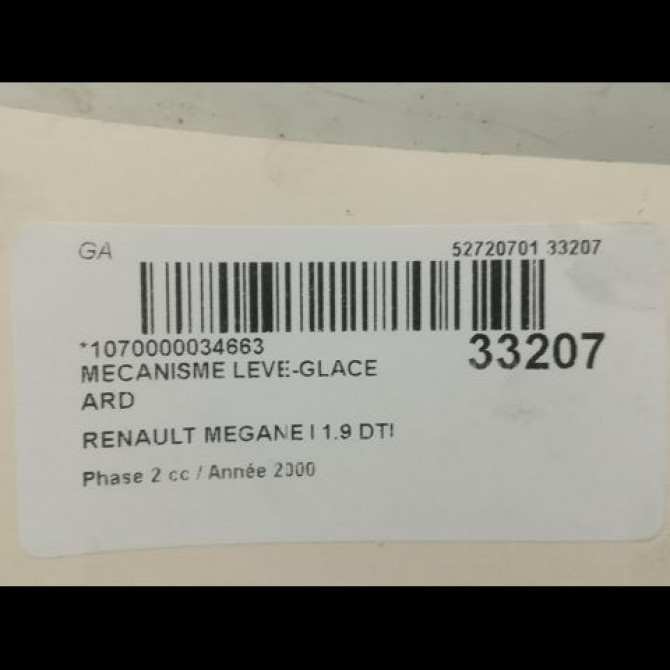 GA 52720701 33207
*1070000034663 33207
MECANISME LEVE-GLACE
ARD
RENAULT MEGANE I 1.9 DTI
Phase 2 cc / Année 2000